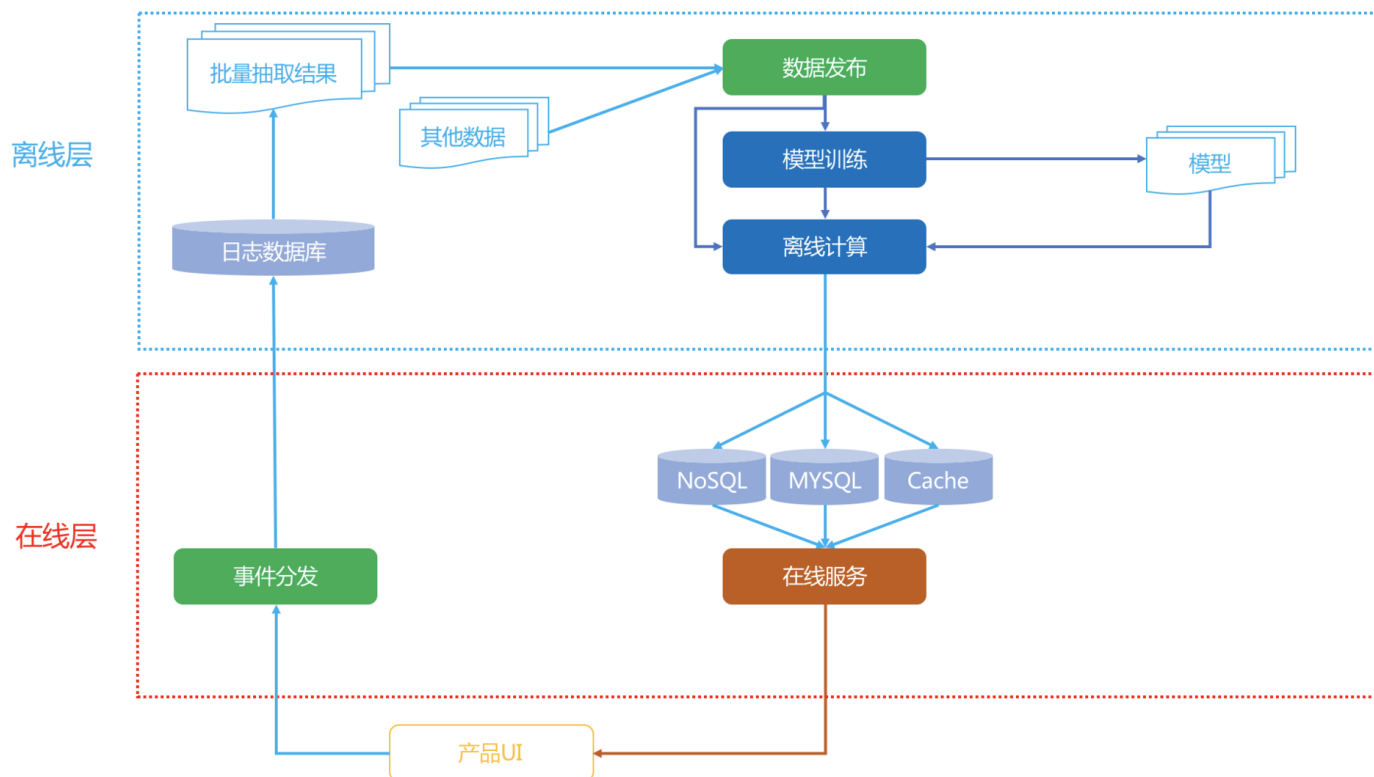 批量抽取结果
数据发布
其他数据
离线层
模型训练
模型
日志数据库
离线计算
NoSQL
MYSQL
Cache
在线层
事件分发
在线服务
产品UI